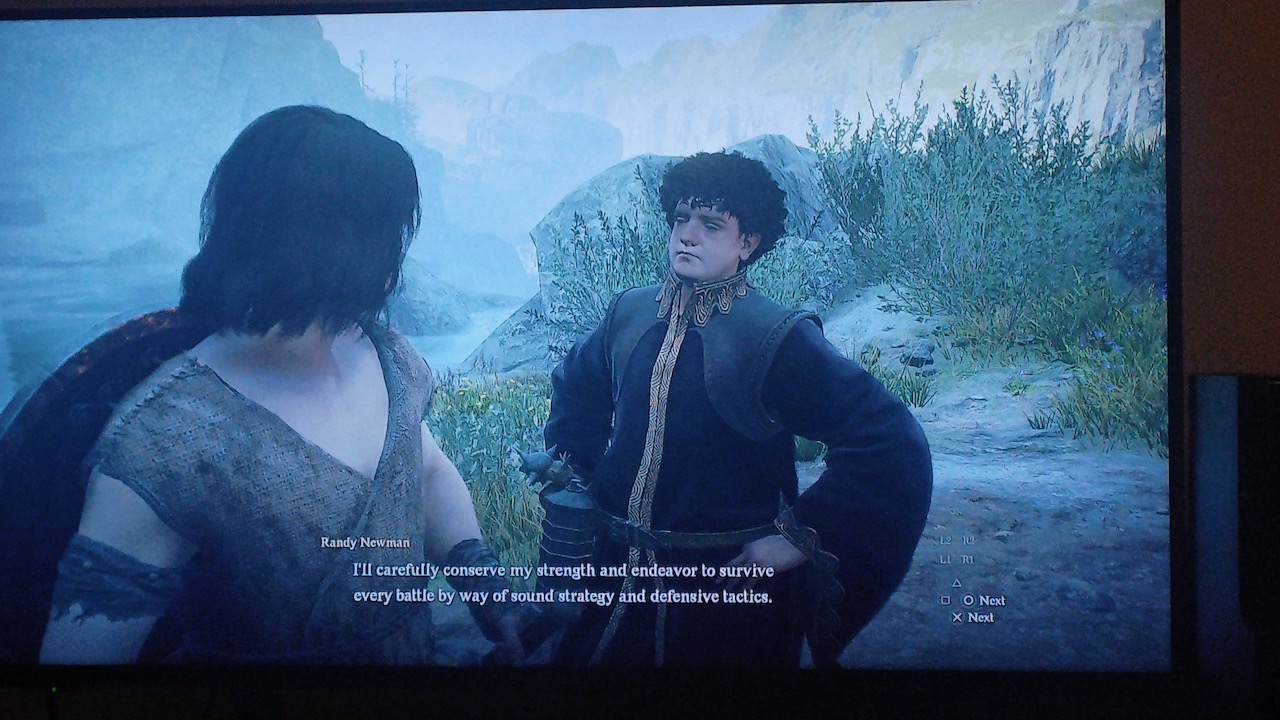 Randy Newman
I'll carefully conserve my strength and endeavor to survive
every battle by way of sound strategy and defensive tactics.
L2 R2
L1 R1
△
□ ○ Next
✕ Next